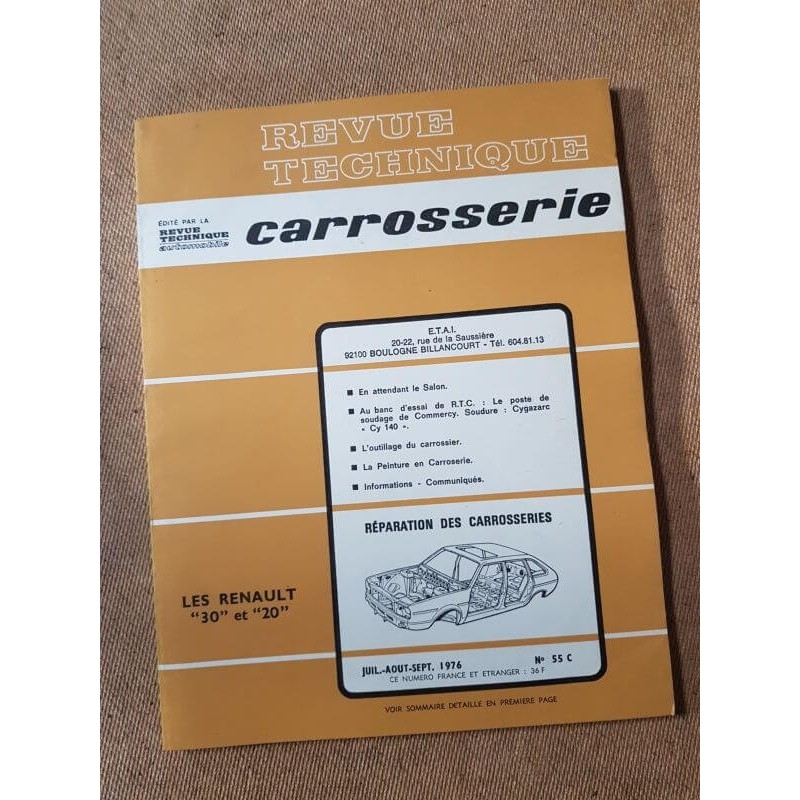 REVUE
TECHNIQUE
ÉDITÉ PAR LA
REVUE
TECHNIQUE
automobile
carrosserie
E.T.A.I.
20-22, rue de la Saussière
92100 BOULOGNE BILLANCOURT - Tél. 604.81.13
■ En attendant le Salon.
■ Au banc d'essai de R.T.C. : Le poste de
soudage de Commercy. Soudure : Cygazarc
« Cy 140 ».
■ L'outillage du carrossier.
■ La Peinture en Carroserie.
■ Informations - Communiqués.
RÉPARATION DES CARROSSERIES
LES RENAULT
"30" et "20"
JUIL.-AOUT-SEPT. 1976 N° 55 C
CE NUMERO FRANCE ET ETRANGER : 36 F
VOIR SOMMAIRE DETAILLE EN PREMIERE PAGE